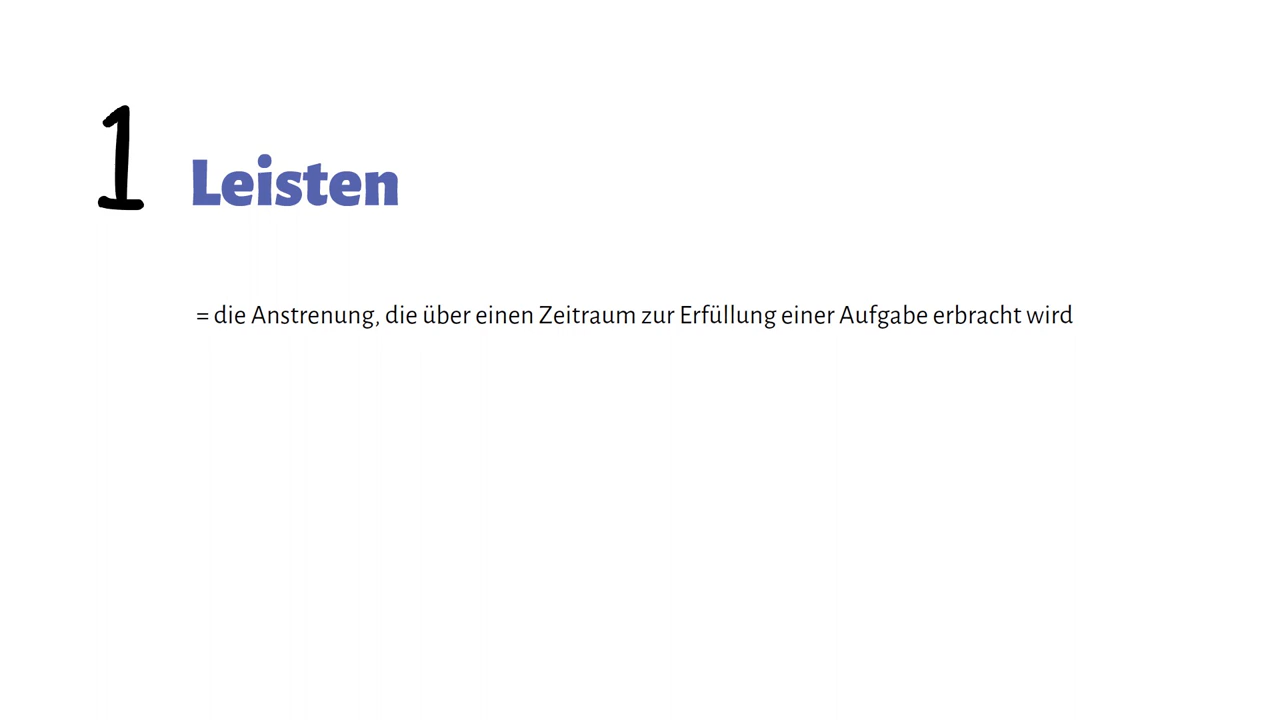 1 Leisten
= die Anstrenung, die über einen Zeitraum zur Erfüllung einer Aufgabe erbracht wird